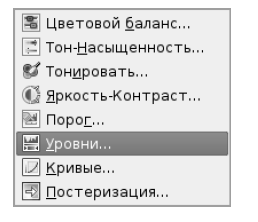 Цветовой баланс...
Тон-Насыщенность...
Тонировать...
Яркость-Контраст...
Порог...
Уровни...
Кривые...
Постеризация...